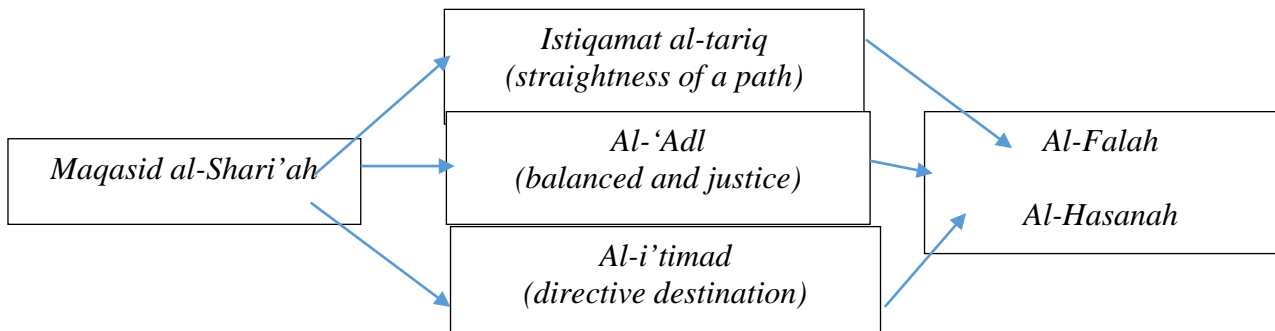 Istiqamat al-tariq
(straightness of a path)
Maqasid al-Shari’ah
Al-‘Adl
(balanced and justice)
Al-i’timad
(directive destination)
Al-Falah
Al-Hasanah